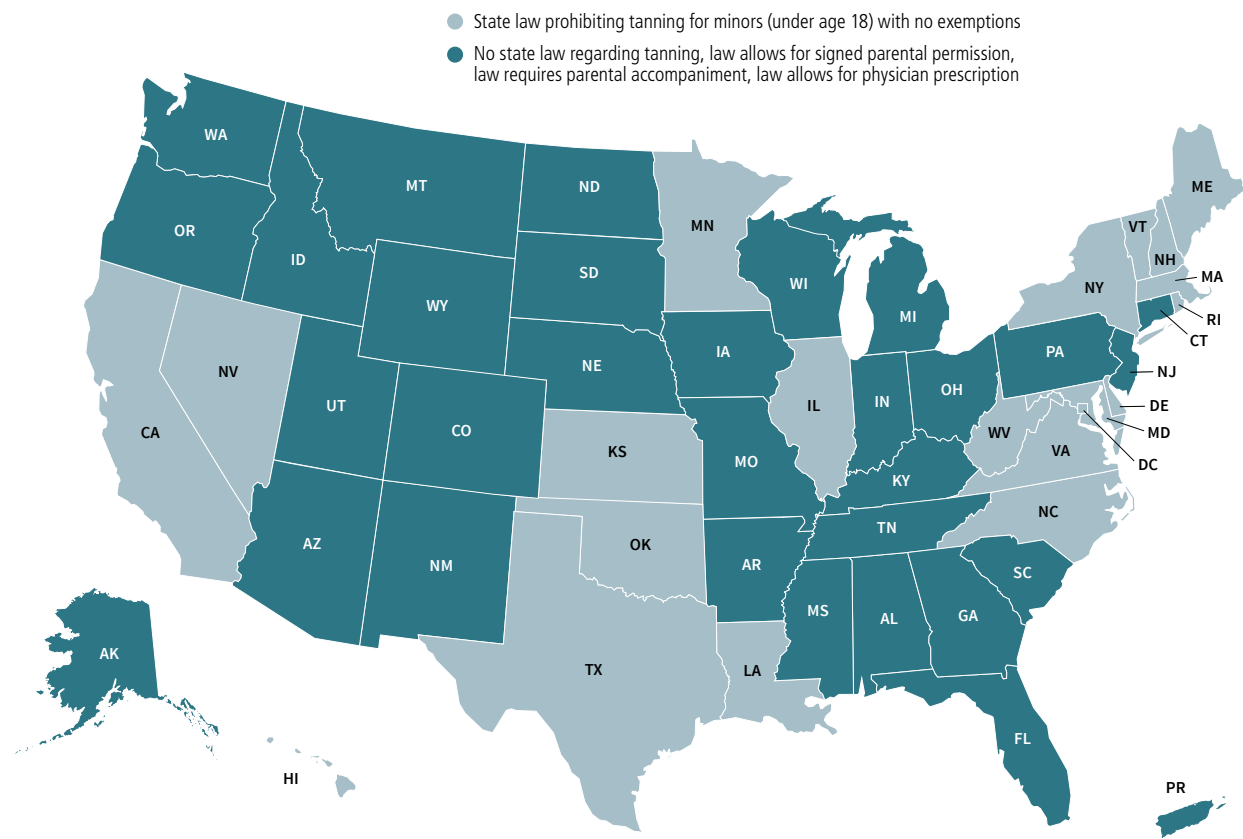 State law prohibiting tanning for minors (under age 18) with no exemptions
No state law regarding tanning, law allows for signed parental permission,
law requires parental accompaniment, law allows for physician prescription
WA
MT
ND
MN
ME
OR
ID
SD
WI
VT
NH
WY
MI
NY
MA
RI
CT
NV
UT
CO
NE
IA
IL
IN
OH
PA
NJ
DE
MD
DC
CA
KS
MO
KY
WV
VA
AZ
NM
OK
AR
TN
NC
SC
MS
AL
GA
AK
TX
LA
FL
HI
PR